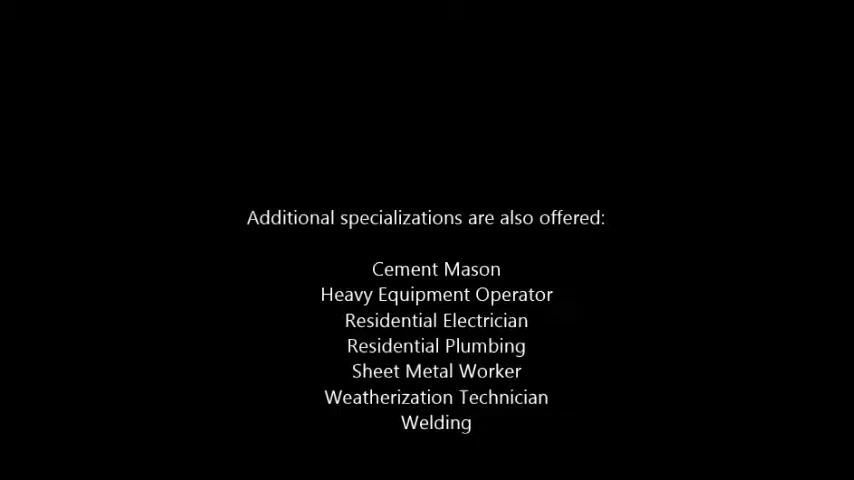 Additional specializations are also offered:
Cement Mason
Heavy Equipment Operator
Residential Electrician
Residential Plumbing
Sheet Metal Worker
Weatherization Technician
Welding